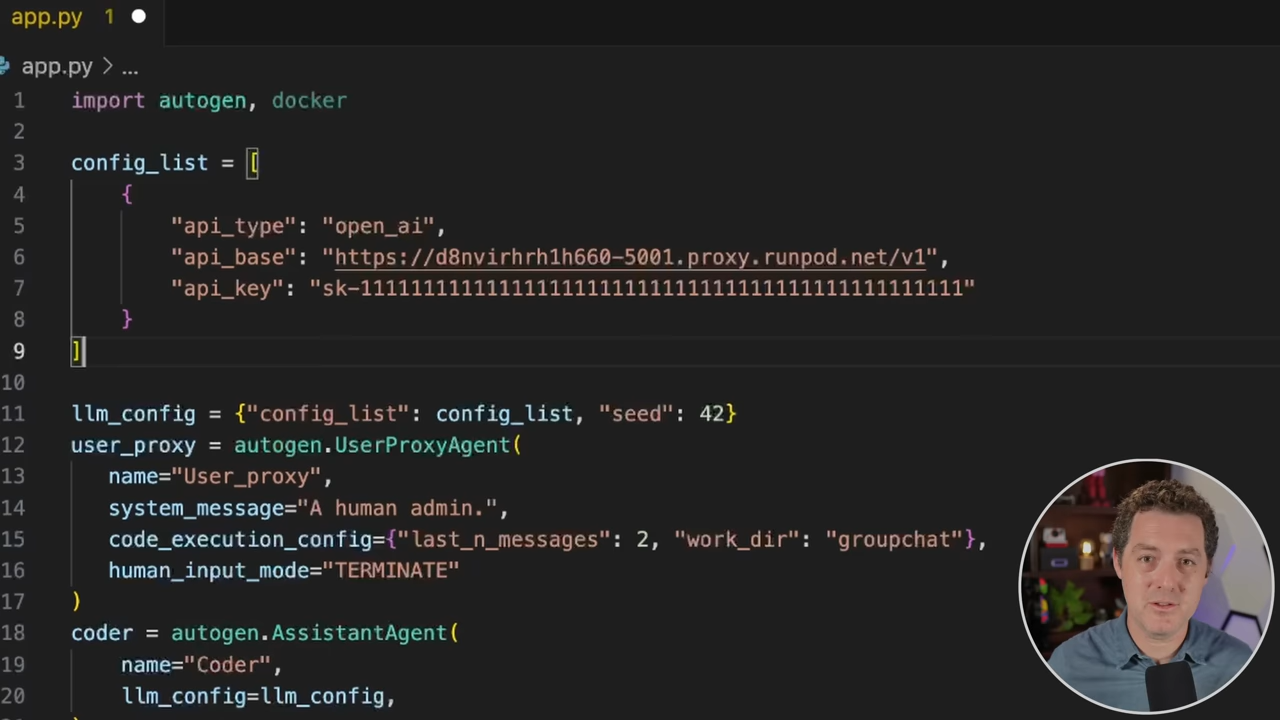 app.py 1
app.py > ...
1 import autogen, docker
2
3 config_list = [
4 {
5 "api_type": "open_ai",
6 "api_base": "https://d8nvirhrh1h660-5001.proxy.runpod.net/v1",
7 "api_key": "sk-111111111111111111111111111111111111111111111111"
8 }
9 ]
10
11 llm_config = {"config_list": config_list, "seed": 42}
12 user_proxy = autogen.UserProxyAgent(
13 name="User_proxy",
14 system_message="A human admin.",
15 code_execution_config={"last_n_messages": 2, "work_dir": "groupchat"},
16 human_input_mode="TERMINATE"
17 )
18 coder = autogen.AssistantAgent(
19 name="Coder",
20 llm_config=llm_config,